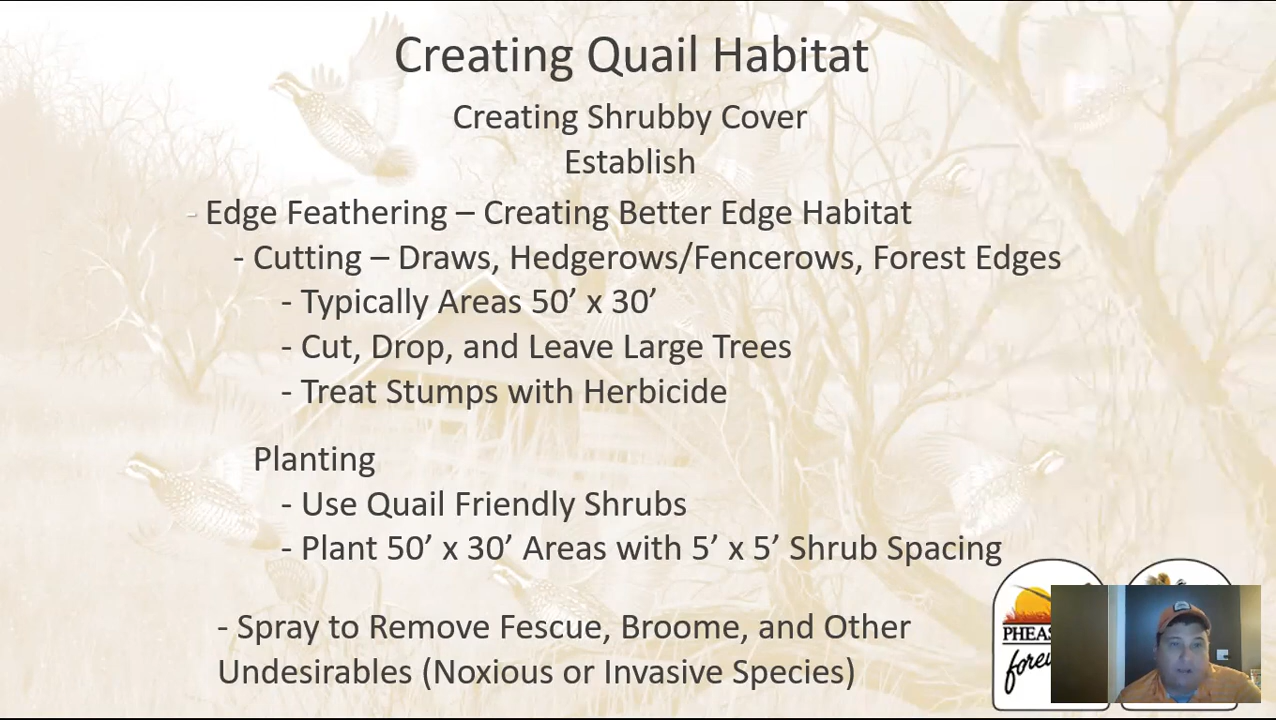 Creating Quail Habitat
Creating Shrubby Cover
Establish
- Edge Feathering – Creating Better Edge Habitat
- Cutting – Draws, Hedgerows/Fencerows, Forest Edges
- Typically Areas 50’ x 30’
- Cut, Drop, and Leave Large Trees
- Treat Stumps with Herbicide
Planting
- Use Quail Friendly Shrubs
- Plant 50’ x 30’ Areas with 5’ x 5’ Shrub Spacing
- Spray to Remove Fescue, Broome, and Other
Undesirables (Noxious or Invasive Species)